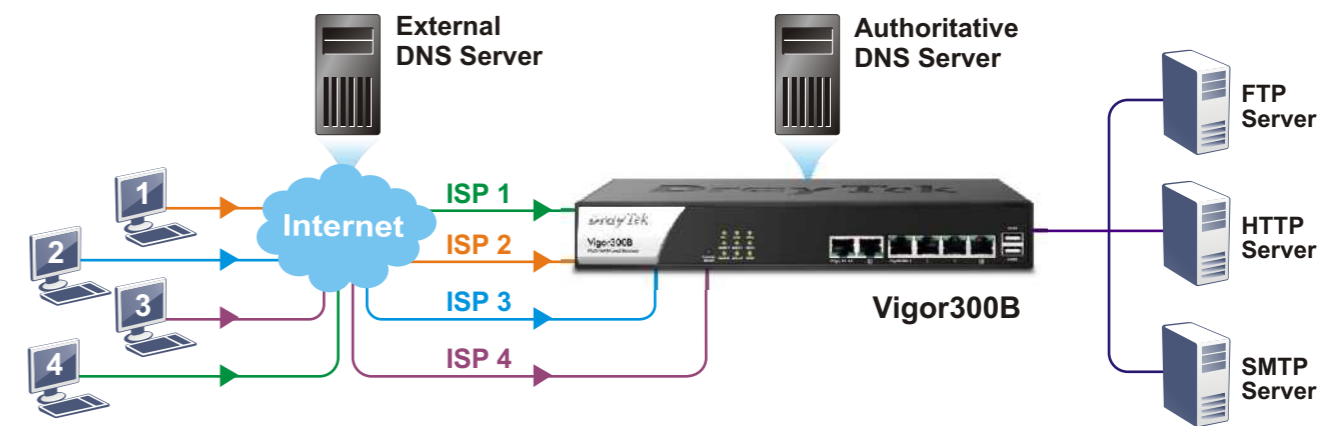 External
DNS Server
Authoritative
DNS Server
FTP
Server
1
ISP 1
DrayTek
DrayTek
Vigor300B
Internet
HTTP
Server
2
ISP 2
3
ISP 3
Vigor300B
4
ISP 4
SMTP
Server